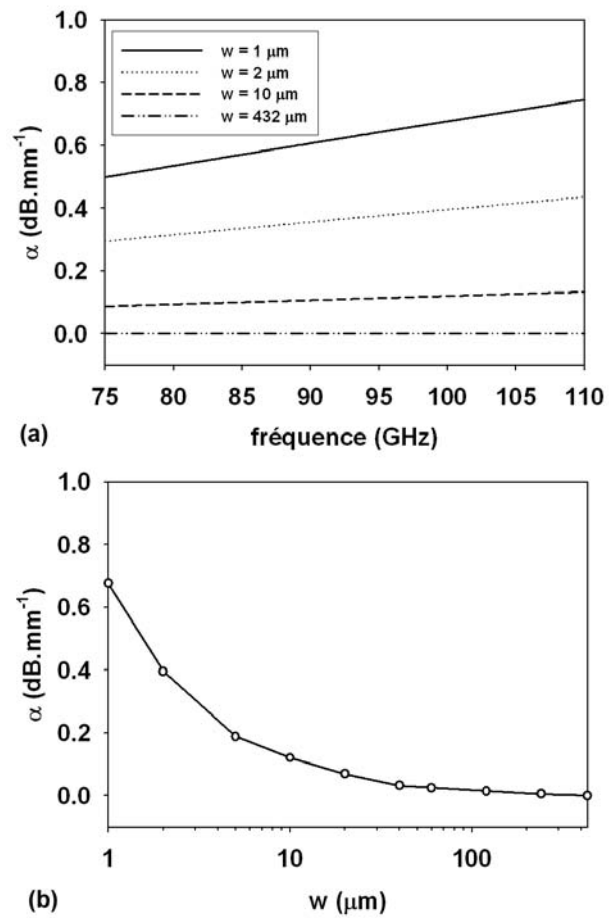 1.0
0.8
0.6
0.4
0.2
0.0
α (dB.mm⁻¹)
w = 1 μm
w = 2 μm
w = 10 μm
w = 432 μm
75 80 85 90 95 100 105 110
(a)
fréquence (GHz)
1.0
0.8
0.6
0.4
0.2
0.0
α (dB.mm⁻¹)
1 10 100
(b)
w (μm)